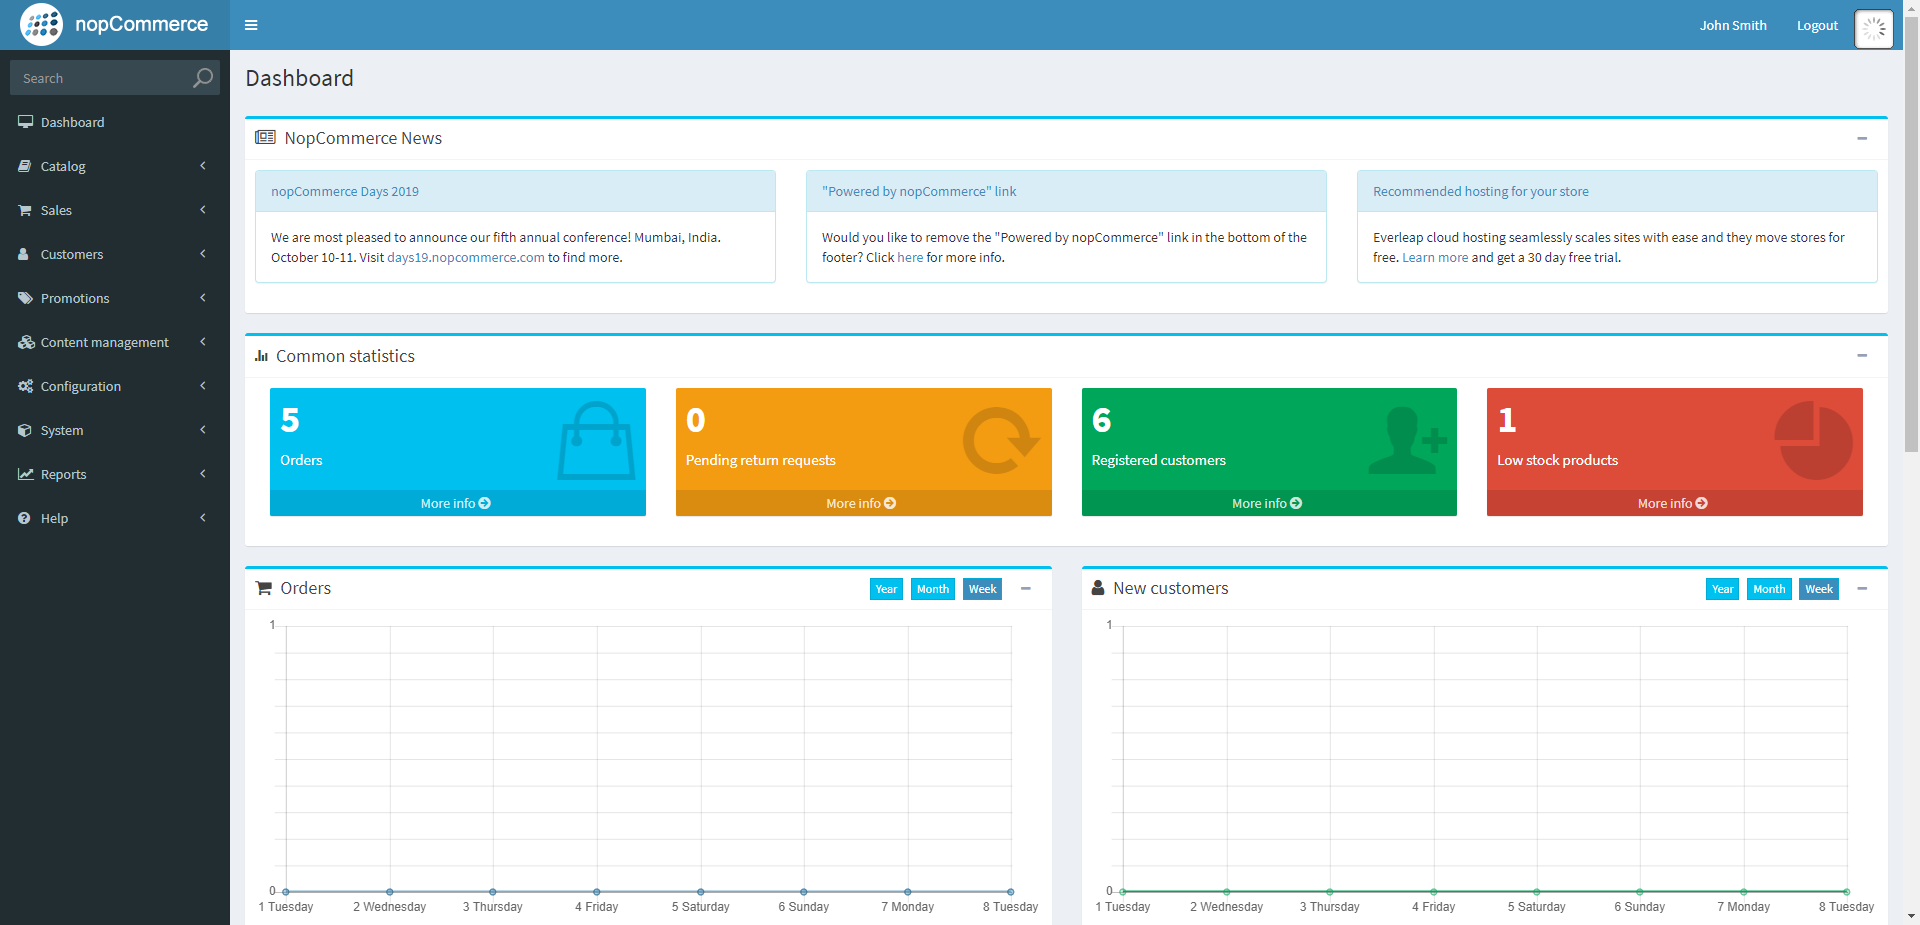 nopCommerce
John Smith
Logout
Search
Dashboard
Catalog
Sales
Customers
Promotions
Content management
Configuration
System
Reports
Help
Dashboard
NopCommerce News
nopCommerce Days 2019
We are most pleased to announce our fifth annual conference! Mumbai, India.
October 10-11. Visit days19.nopcommerce.com to find more.
"Powered by nopCommerce" link
Would you like to remove the "Powered by nopCommerce" link in the bottom of the
footer? Click here for more info.
Recommended hosting for your store
Everleap cloud hosting seamlessly scales sites with ease and they move stores for
free. Learn more and get a 30 day free trial.
Common statistics
5
Orders
More info
0
Pending return requests
More info
6
Registered customers
More info
1
Low stock products
More info
Orders
Year Month Week
1
0
1 Tuesday 2 Wednesday 3 Thursday 4 Friday 5 Saturday 6 Sunday 7 Monday 8 Tuesday
New customers
Year Month Week
1
0
1 Tuesday 2 Wednesday 3 Thursday 4 Friday 5 Saturday 6 Sunday 7 Monday 8 Tuesday